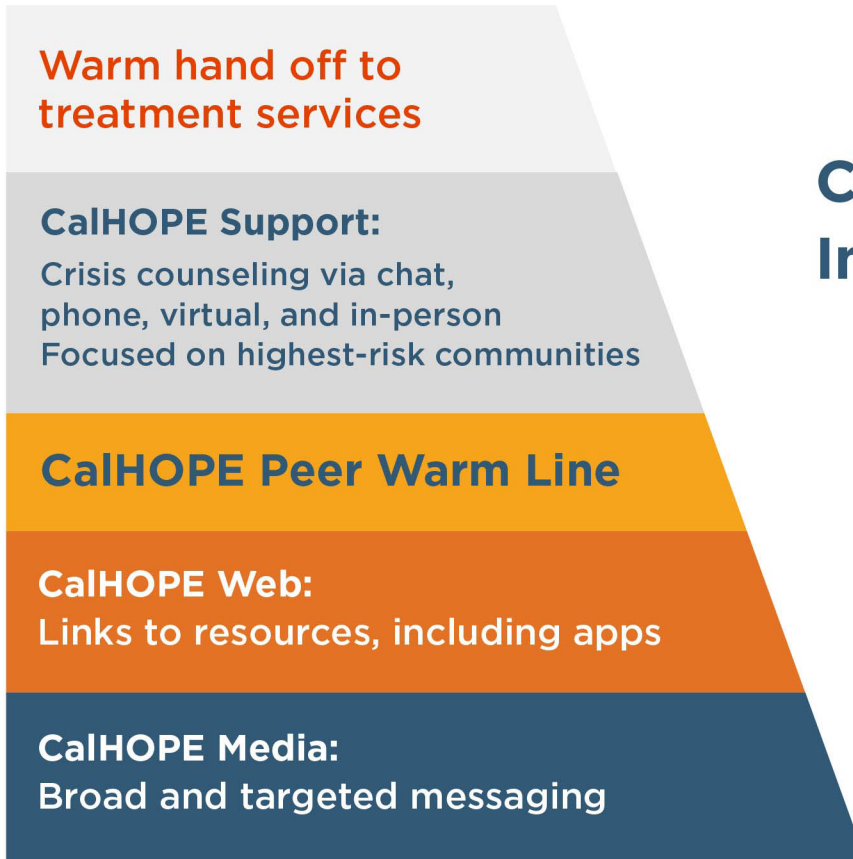 Warm hand off to
treatment services
CalHOPE Support:
Crisis counseling via chat,
phone, virtual, and in-person
Focused on highest-risk communities
CalHOPE Peer Warm Line
CalHOPE Web:
Links to resources, including apps
CalHOPE Media:
Broad and targeted messaging